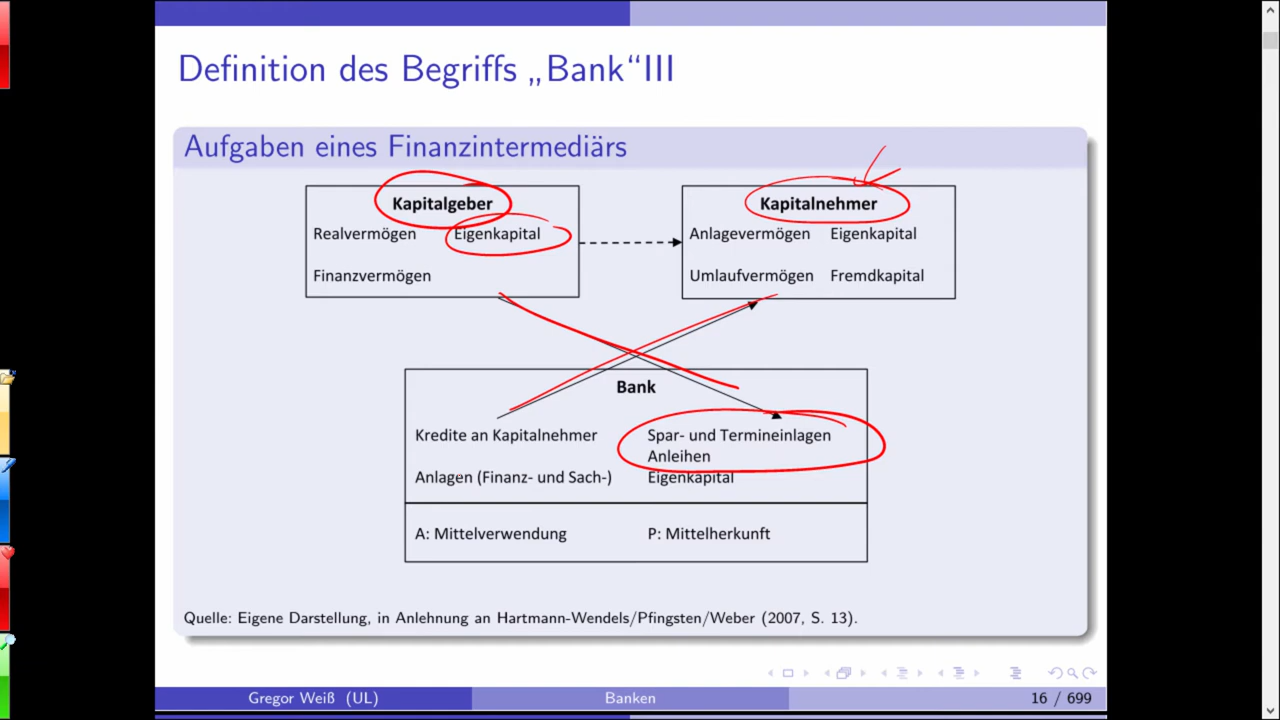 Definition des Begriffs „Bank“III
Aufgaben eines Finanzintermediärs
Kapitalgeber
Realvermögen Eigenkapital
Finanzvermögen
Kapitalnehmer
Anlagevermögen Eigenkapital
Umlaufvermögen Fremdkapital
Bank
Kredite an Kapitalnehmer
Anlagen (Finanz- und Sach-)
Spar- und Termineinlagen
Anleihen
Eigenkapital
A: Mittelverwendung
P: Mittelherkunft
Quelle: Eigene Darstellung, in Anlehnung an Hartmann-Wendels/Pfingsten/Weber (2007, S. 13).
Gregor Weiß (UL)
Banken
16 / 699